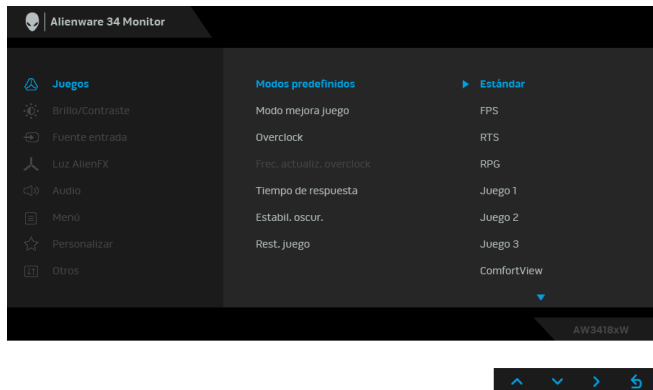 Alienware 34 Monitor
Juegos
Modos predefinidos
Estándar
Brillo/Contraste
Modo mejora juego
FPS
Fuente entrada
Overclock
RTS
Luz AlienFX
Frec. actualiz. overclock
RPG
Audio
Tiempo de respuesta
Juego 1
Menú
Estabil. oscur.
Juego 2
Personalizar
Rest. juego
Juego 3
Otros
ComfortView
AW3418xW